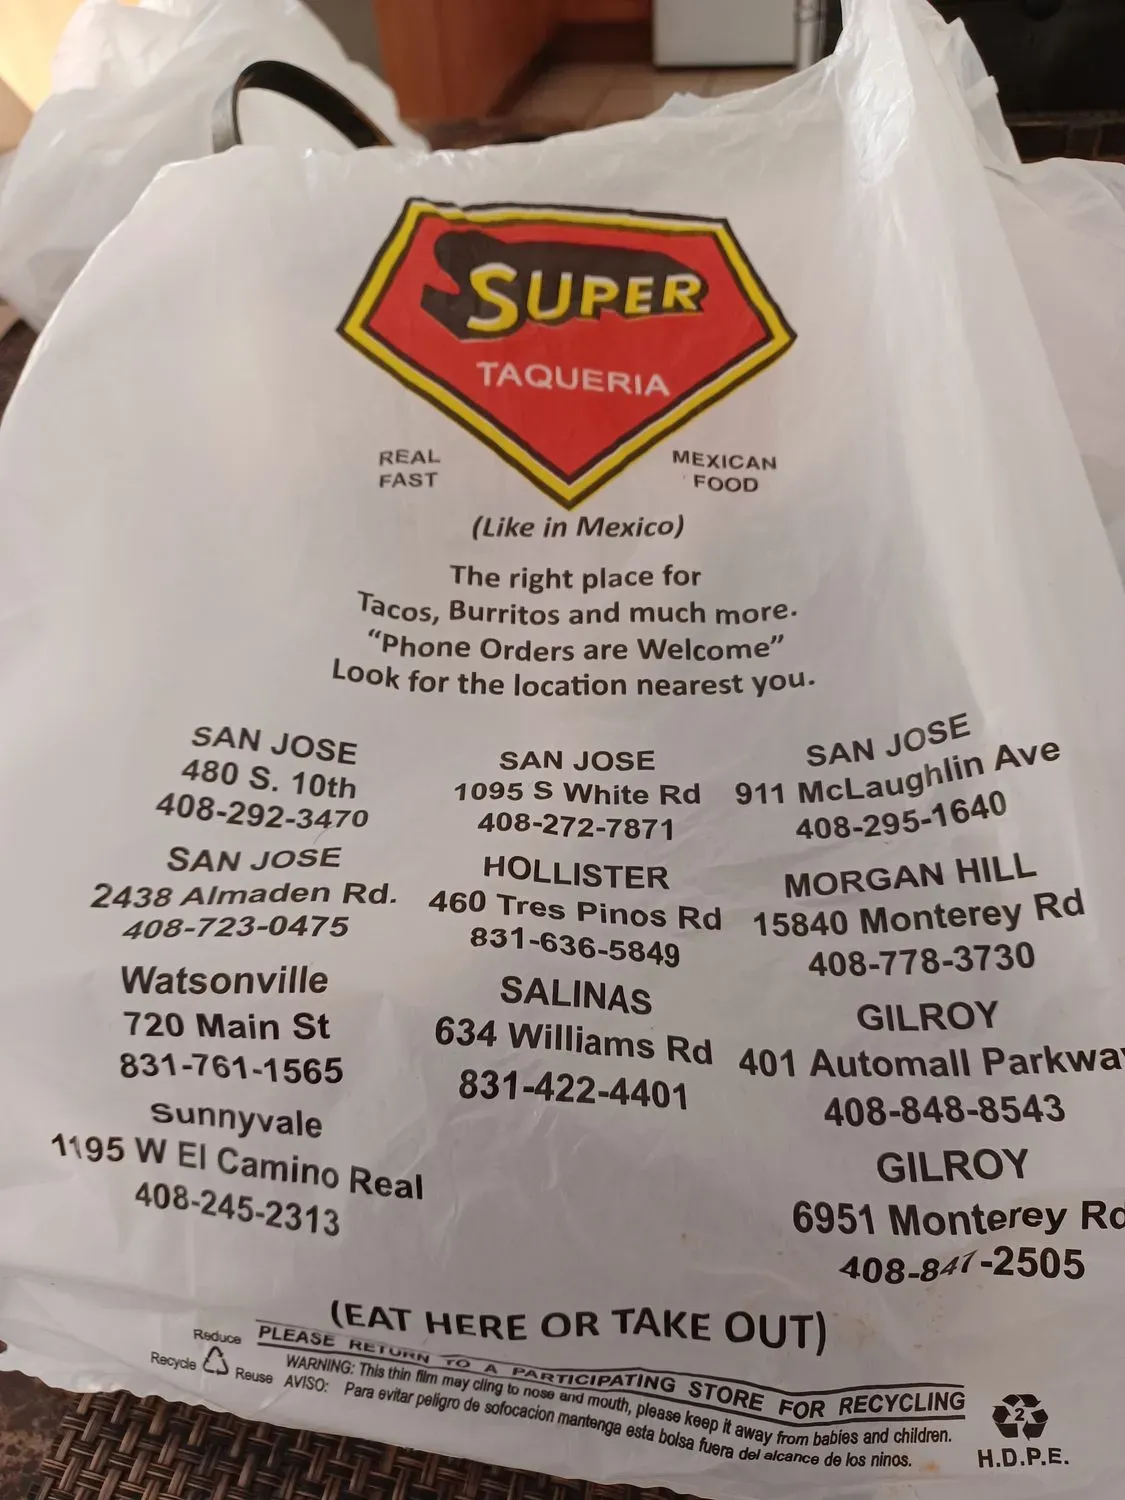 SUPER
TAQUERIA
REAL
FAST
MEXICAN
FOOD
(Like in Mexico)
The right place for
Tacos, Burritos and much more.
“Phone Orders are Welcome”
Look for the location nearest you.
SAN JOSE
480 S. 10th
408-292-3470
SAN JOSE
1095 S White Rd
408-272-7871
SAN JOSE
911 McLaughlin Ave
408-295-1640
SAN JOSE
2438 Almaden Rd.
408-723-0475
HOLLISTER
460 Tres Pinos Rd
831-636-5849
MORGAN HILL
15840 Monterey Rd
408-778-3730
Watsonville
720 Main St
831-761-1565
SALINAS
634 Williams Rd
831-422-4401
GILROY
401 Automall Parkway
408-848-8543
Sunnyvale
1195 W El Camino Real
408-245-2313
GILROY
6951 Monterey Rd
408-847-2505
(EAT HERE OR TAKE OUT)
Reduce
Recycle
Reuse
PLEASE RETURN TO A PARTICIPATING STORE FOR RECYCLING
WARNING: This thin film may cling to nose and mouth, please keep it away from babies and children.
AVISO: Para evitar peligro de sofocacion mantenga esta bolsa fuera del alcance de los ninos.
2
H.D.P.E.